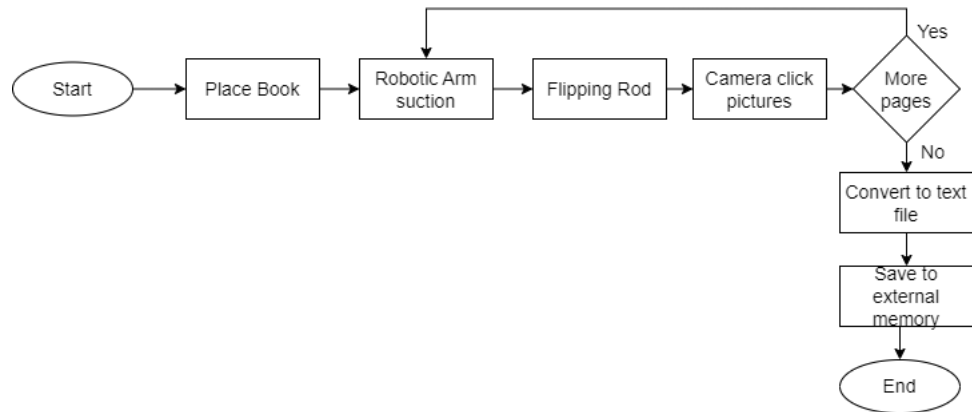 Start
Place Book
Robotic Arm
suction
Flipping Rod
Camera click
pictures
More
pages
Yes
No
Convert to text
file
Save to
external
memory
End